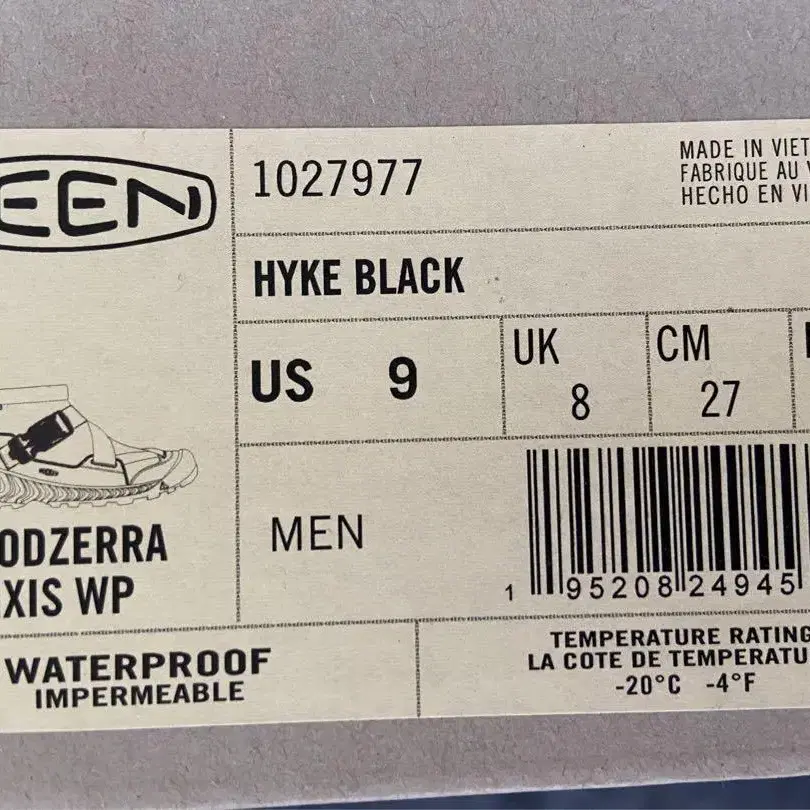 EEN
1027977
MADE IN VIET
FABRIQUE AU V
HECHO EN VI
HYKE BLACK
US 9
UK 8
CM 27
KEEN
ODZERRA
XIS WP
MEN
1 95208 24945
WATERPROOF
IMPERMEABLE
TEMPERATURE RATING
LA COTE DE TEMPERATU
-20°C -4°F